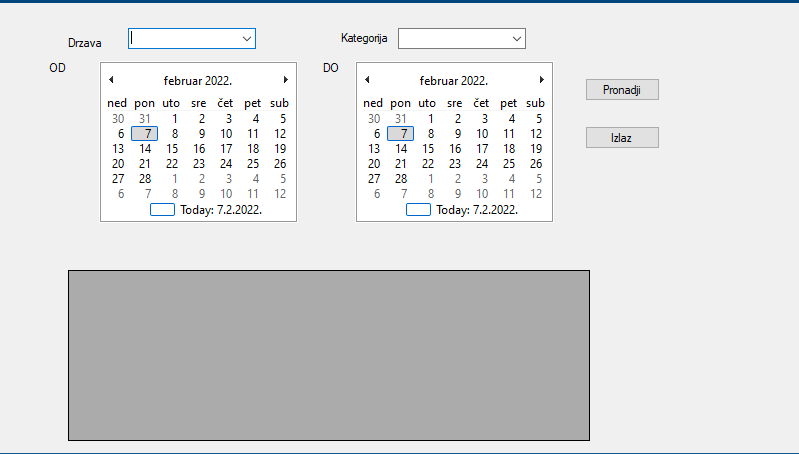 Drzava
Kategorija
OD
DO
februar 2022.
ned pon uto sre čet pet sub
30 31 1 2 3 4 5
6 7 8 9 10 11 12
13 14 15 16 17 18 19
20 21 22 23 24 25 26
27 28 1 2 3 4 5
6 7 8 9 10 11 12
Today: 7.2.2022.
februar 2022.
ned pon uto sre čet pet sub
30 31 1 2 3 4 5
6 7 8 9 10 11 12
13 14 15 16 17 18 19
20 21 22 23 24 25 26
27 28 1 2 3 4 5
6 7 8 9 10 11 12
Today: 7.2.2022.
Pronadji
Izlaz